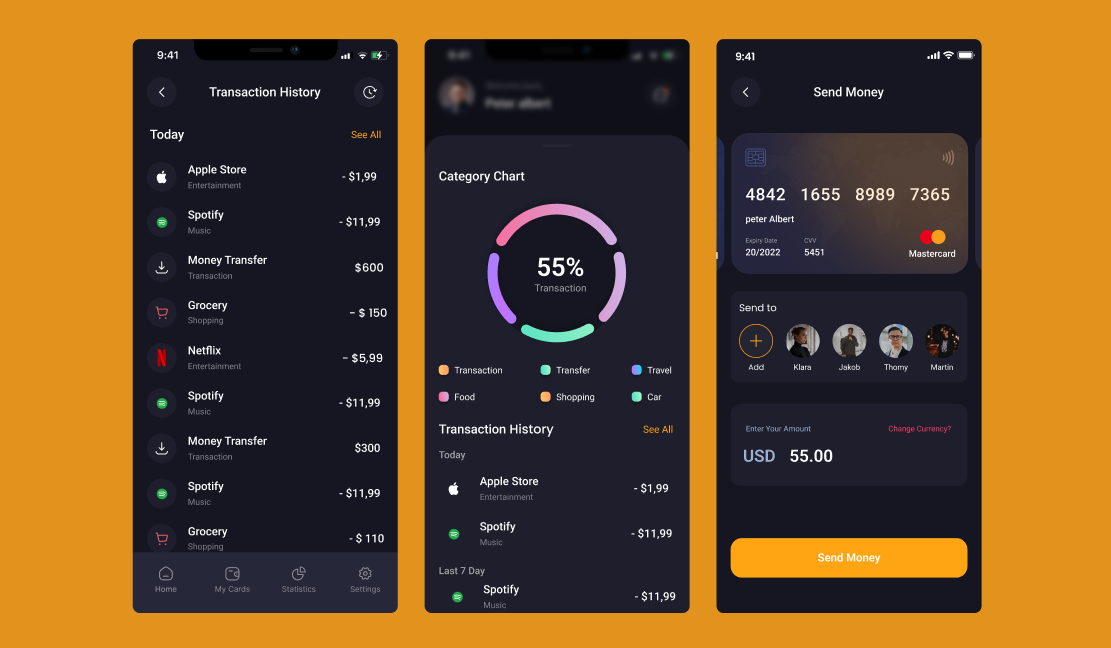 9:41
Transaction History
Today
See All
Apple Store
- $1,99
Entertainment
Spotify
- $11,99
Music
Money Transfer
$600
Transaction
Grocery
- $ 150
Shopping
Netflix
- $5,99
Entertainment
Spotify
- $11,99
Music
Money Transfer
$300
Transaction
Spotify
- $11,99
Music
Grocery
- $ 110
Shopping
Home
My Cards
Statistics
Settings
9:41
Peter albert
Category Chart
55%
Transaction
Transaction
Transfer
Travel
Food
Shopping
Car
Transaction History
See All
Today
Apple Store
- $1,99
Entertainment
Spotify
- $11,99
Music
Last 7 Day
Spotify
- $11,99
Music
9:41
Send Money
4842 1655 8989 7365
peter Albert
Expiry Date
CVV
20/2022
5451
Mastercard
Send to
Add
Klara
Jakob
Thomy
Martin
Enter Your Amount
Change Currency?
USD 55.00
Send Money